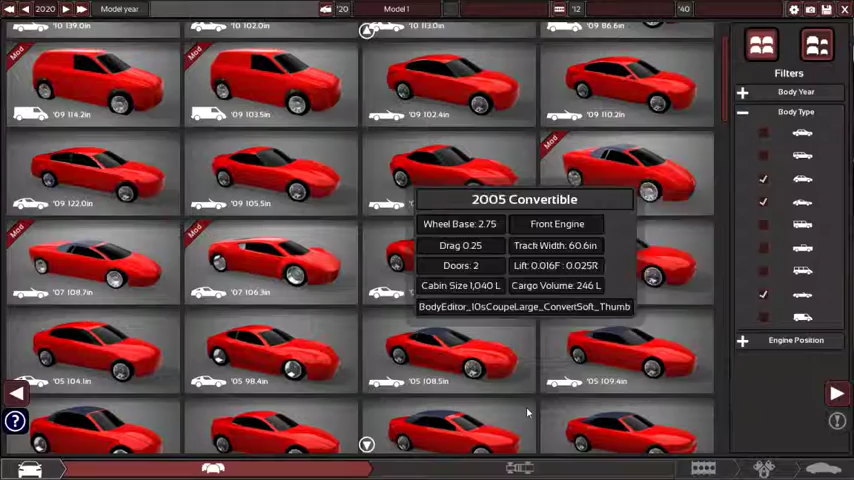 2020 Model year '20 Model 1 '12 '40
'10 139.0in '10 102.0in '10 113.0in '09 86.6in
Filters
Mod Mod
Body Year
Body Type
'09 114.2in '09 103.5in '09 102.4in '09 110.2in
Mod
2005 Convertible
'09 122.0in '09 105.5in
Wheel Base: 2.75 Front Engine
Mod Mod
Drag 0.25 Track Width: 60.6in
Doors: 2 Lift: 0.016F : 0.025R
Cabin Size 1,040 L Cargo Volume: 246 L
'07 108.7in '07 106.3in
BodyEditor_10sCoupeLarge_ConvertSoft_Thumb
Engine Position
'05 104.1in '05 98.4in '05 108.5in '05 109.4in
?
!